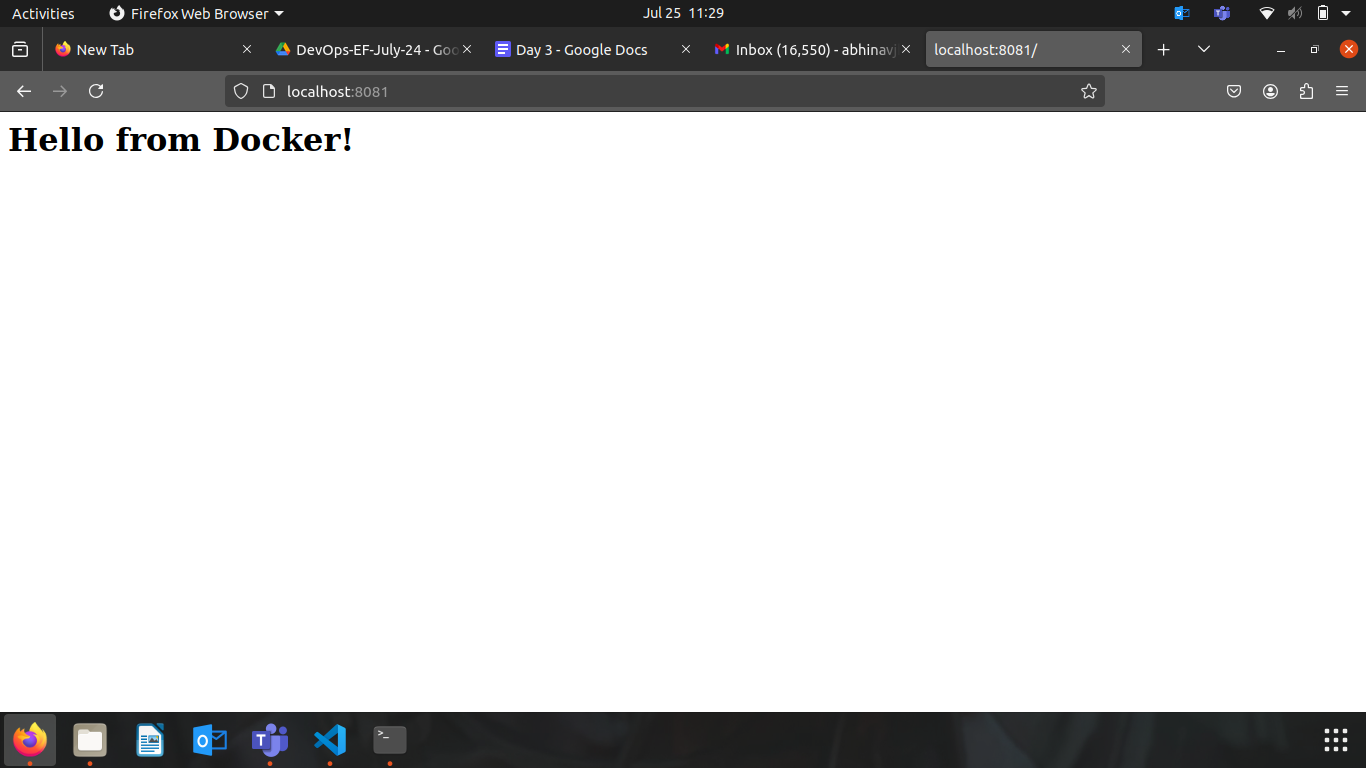 Activities Firefox Web Browser Jul 25 11:29
New Tab DevOps-EF-July-24 - Goo Day 3 - Google Docs Inbox (16,550) - abhinavj localhost:8081/
localhost:8081
Hello from Docker!